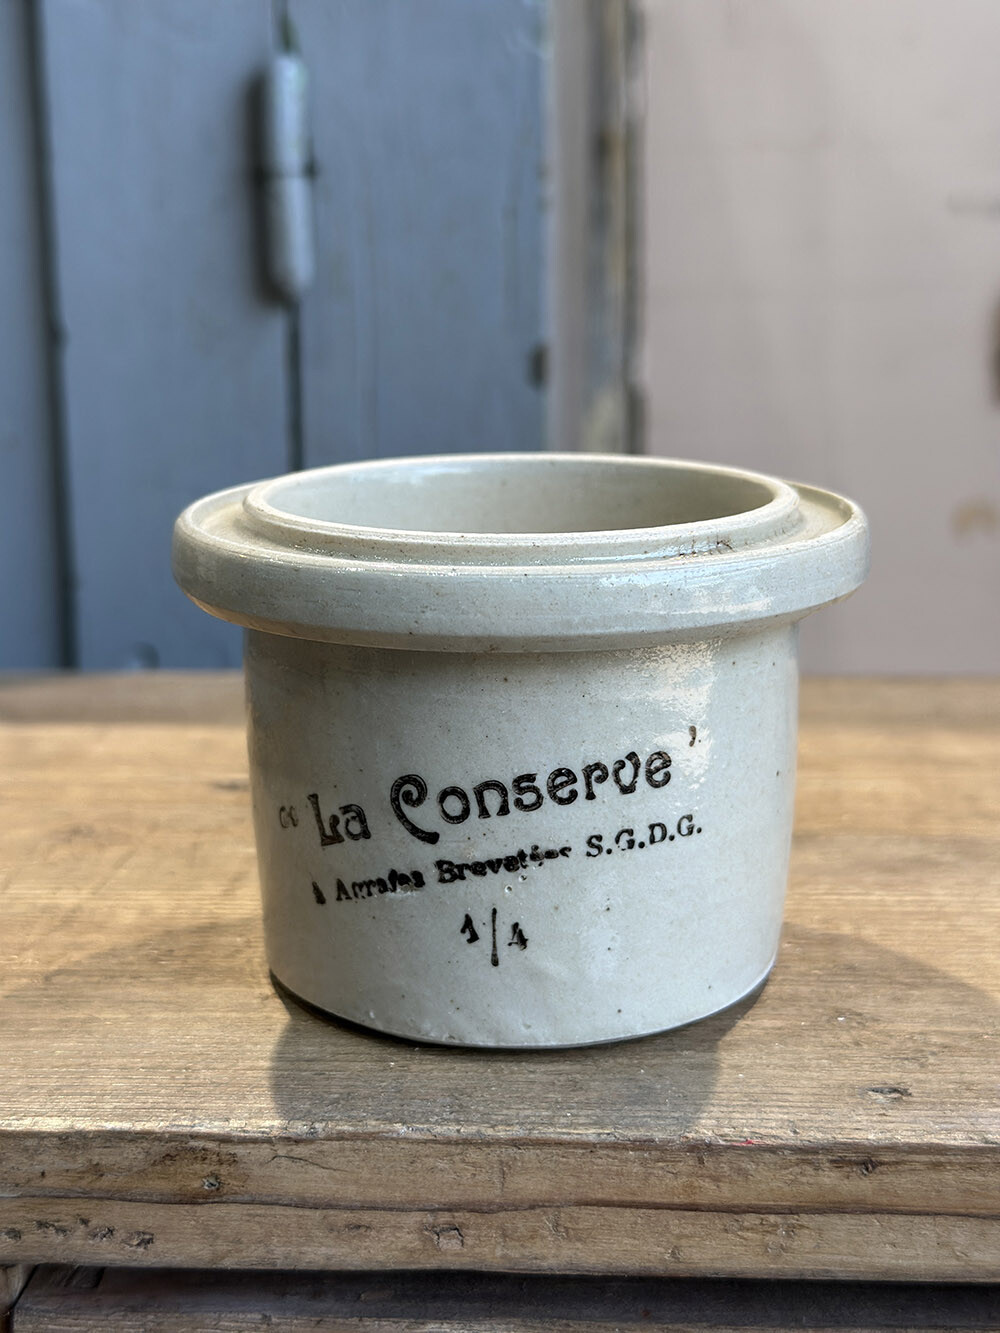 “La Conserve’
à Agrafes Brevetées S.G.D.G.
1/4